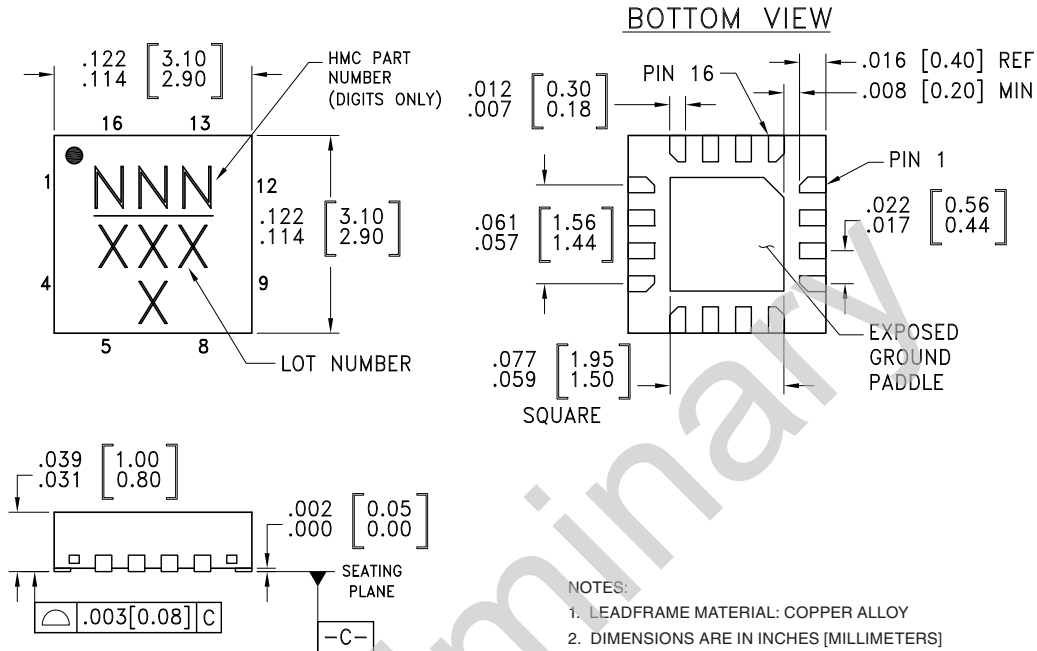 BOTTOM VIEW
.122 [3.10]
.114 [2.90]
HMC PART
NUMBER
(DIGITS ONLY)
16 13
1
12
4
9
5 8
NNN
XXX
X
LOT NUMBER
.122 [3.10]
.114 [2.90]
.012 [0.30]
.007 [0.18]
PIN 16
.016 [0.40] REF
.008 [0.20] MIN
PIN 1
.061 [1.56]
.057 [1.44]
.022 [0.56]
.017 [0.44]
.077 [1.95]
.059 [1.50]
SQUARE
EXPOSED
GROUND
PADDLE
.039 [1.00]
.031 [0.80]
.002 [0.05]
.000 [0.00]
SEATING
PLANE
.003[0.08] C
-C-
NOTES:
1. LEADFRAME MATERIAL: COPPER ALLOY
2. DIMENSIONS ARE IN INCHES [MILLIMETERS]
minary